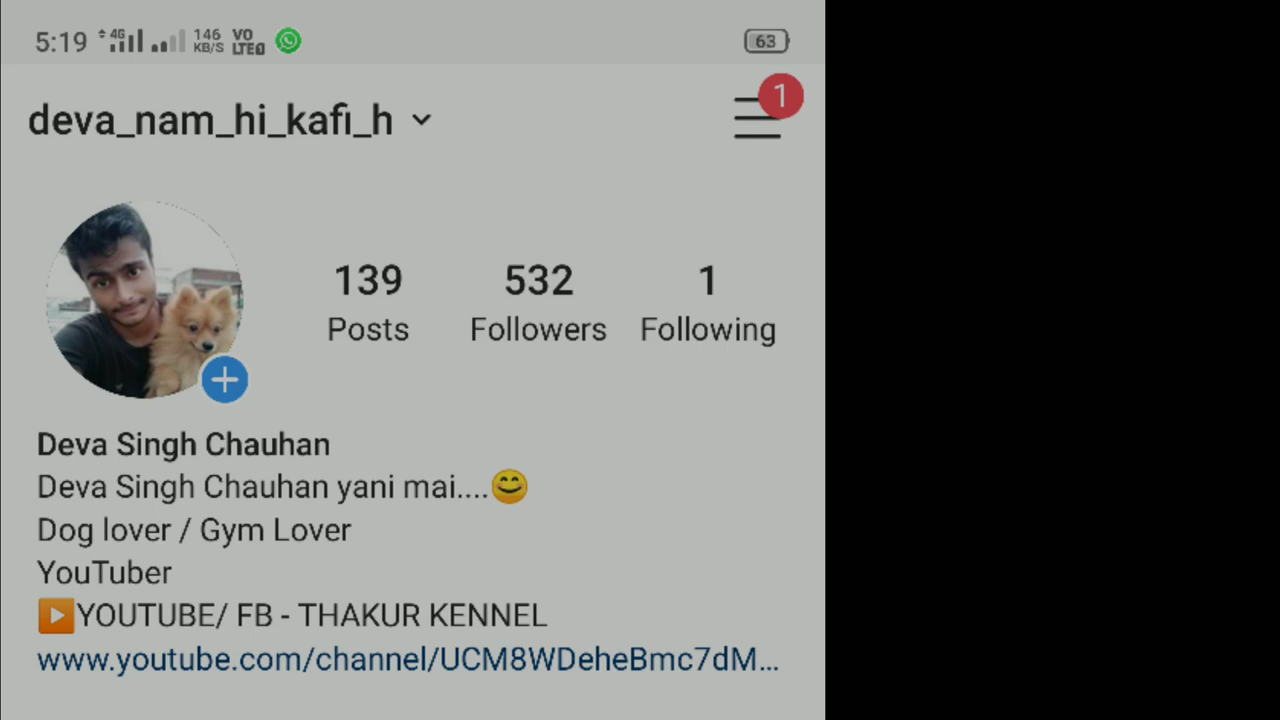 5:19 4G 146 KB/S VO LTE 63
deva_nam_hi_kafi_h 1
139 532 1
Posts Followers Following
Deva Singh Chauhan
Deva Singh Chauhan yani mai....😊
Dog lover / Gym Lover
YouTuber
▶️YOUTUBE/ FB - THAKUR KENNEL
www.youtube.com/channel/UCM8WDeheBmc7dM...